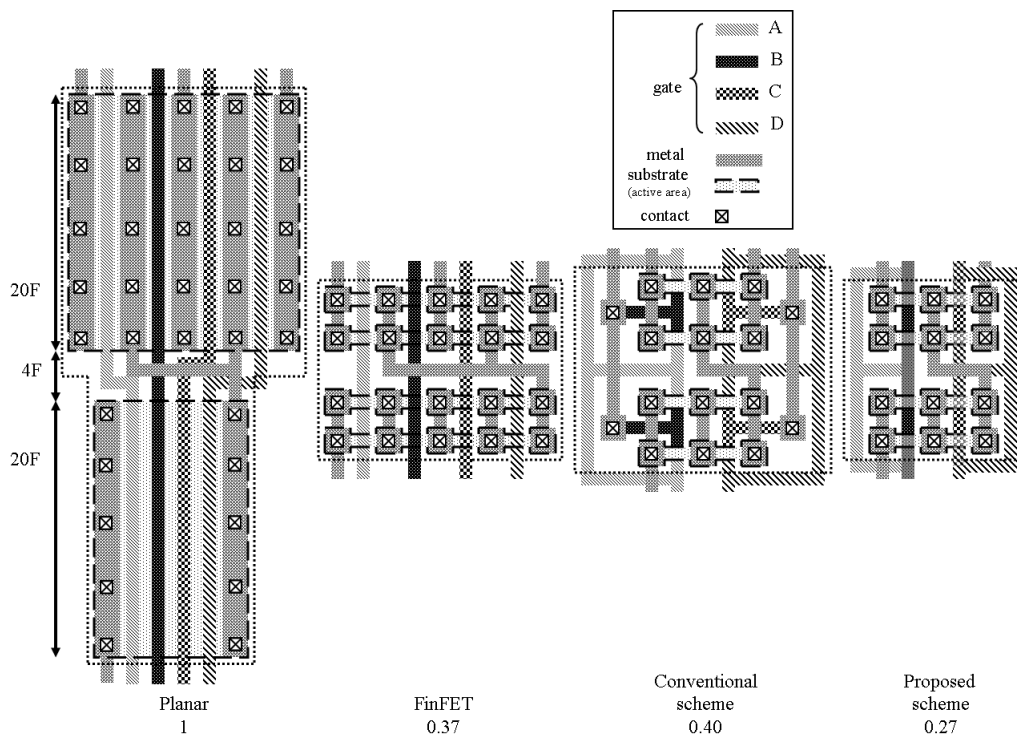 A
B
gate
C
D
metal
substrate
(active area)
contact
20F
4F
20F
Planar
1
FinFET
0.37
Conventional
scheme
0.40
Proposed
scheme
0.27